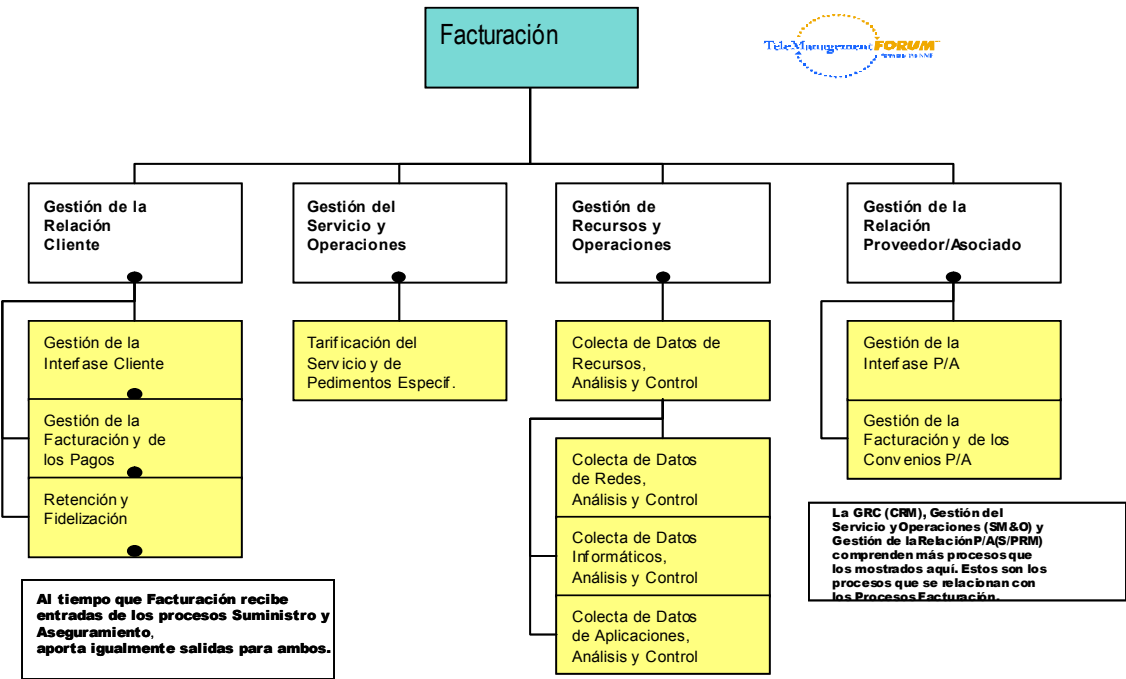 Facturación
TeleManagement FORUM
Gestión de la
Relación
Cliente
Gestión de la
Interfase Cliente
Gestión de la
Facturación y de
los Pagos
Retención y
Fidelización
Gestión del
Servicio y
Operaciones
Tarificación del
Servicio y de
Pedimentos Especif.
Gestión de
Recursos y
Operaciones
Colecta de Datos de
Recursos,
Análisis y Control
Colecta de Datos
de Redes,
Análisis y Control
Colecta de Datos
Informáticos,
Análisis y Control
Colecta de Datos
de Aplicaciones,
Análisis y Control
Gestión de la
Relación
Proveedor/Asociado
Gestión de la
Interfase P/A
Gestión de la
Facturación y de los
Convenios P/A
La GRC (CRM), Gestión del
Servicio y Operaciones (SM&O) y
Gestión de la Relación P/A(S/PRM)
comprenden más procesos que
los mostrados aquí. Estos son los
procesos que se relacionan con
los Procesos Facturación.
Al tiempo que Facturación recibe
entradas de los procesos Suministro y
Aseguramiento,
aporta igualmente salidas para ambos.